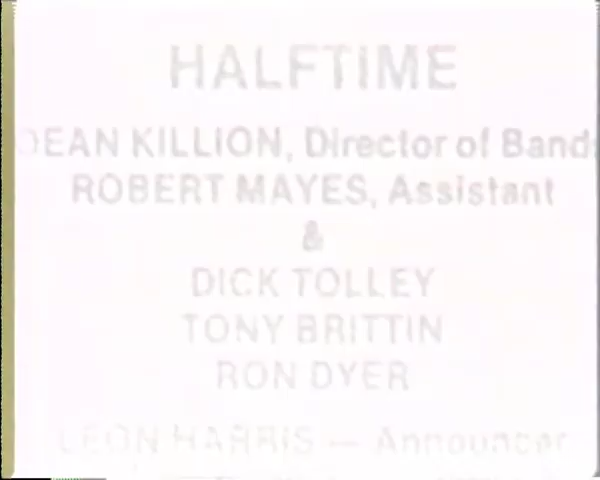 HALFTIME
DEAN KILLION, Director of Bands
ROBERT MAYES, Assistant
&
DICK TOLLEY
TONY BRITTIN
RON DYER
LEON HARRIS — Announcer